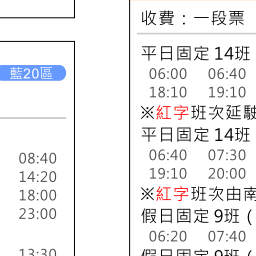 藍20區
08:40
14:20
18:00
23:00
13:30
收費：一段票
平日固定 14班
06:00 06:40
18:10 19:10
※紅字班次延駛
平日固定 14班
06:40 07:30
19:10 20:00
※紅字班次由南
假日固定 9班 (
06:20 07:40
假日固定 9班 (